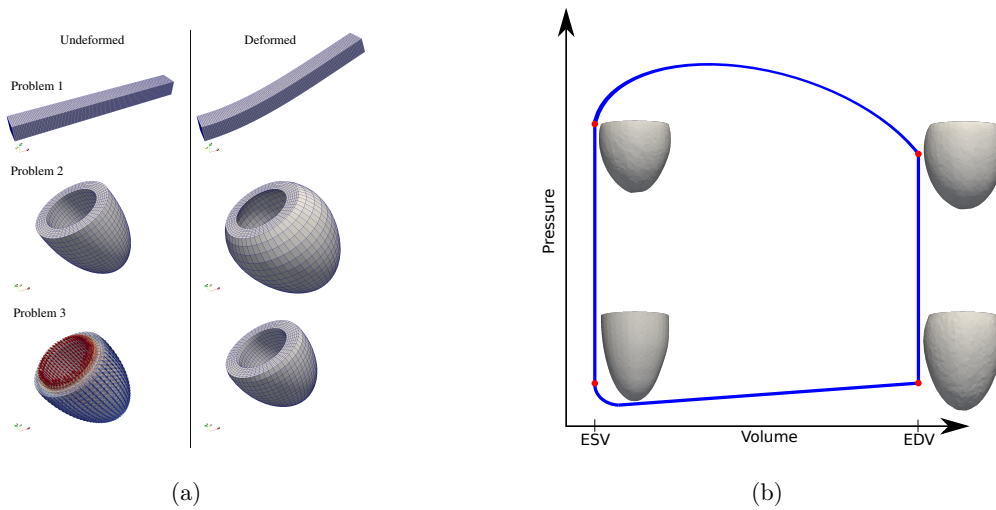 Undeformed
Deformed
Problem 1
Problem 2
Problem 3
(a)
Pressure
ESV
Volume
EDV
(b)